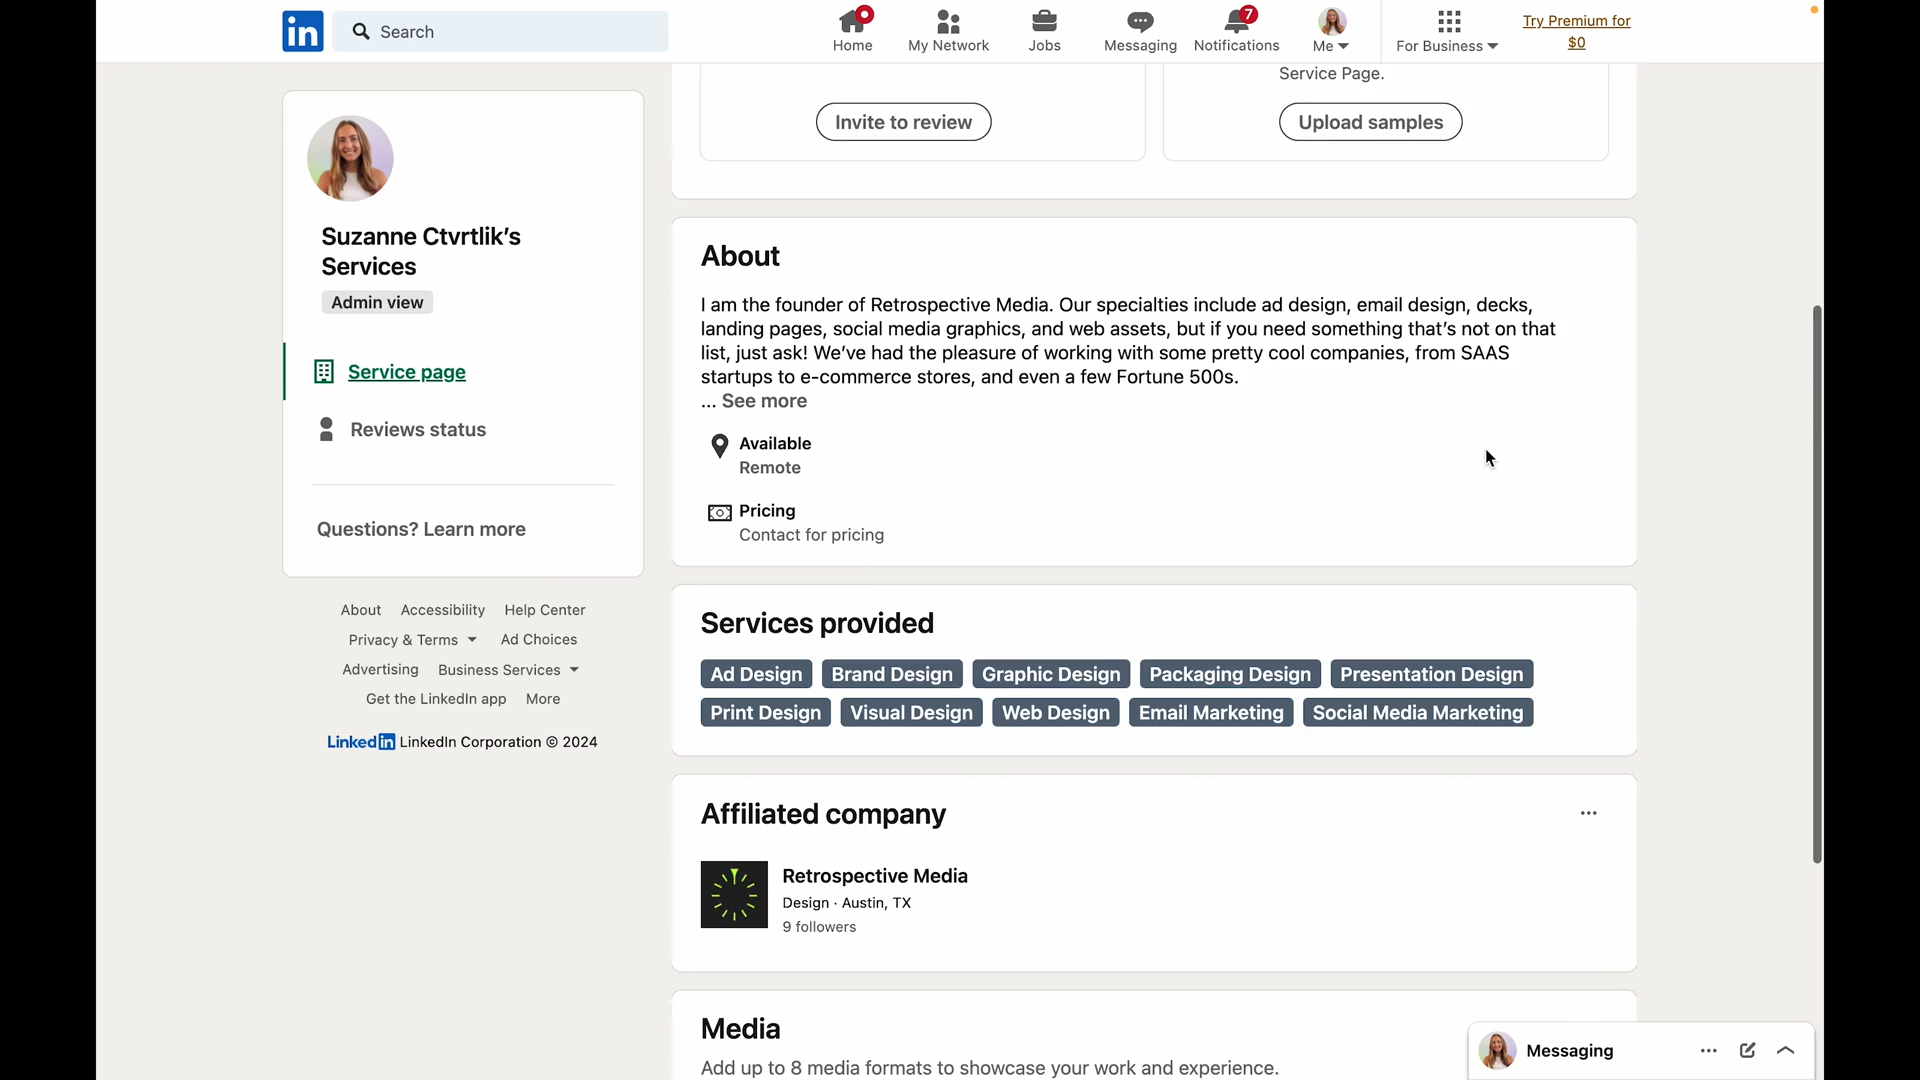 in
Search
Home
My Network
Jobs
Messaging
7
Notifications
Me
For Business
Try Premium for
$0
Service Page.
Invite to review
Upload samples
Suzanne Ctvrtlik’s
Services
Admin view
Service page
Reviews status
Questions? Learn more
About Accessibility Help Center
Privacy & Terms Ad Choices
Advertising Business Services
Get the LinkedIn app More
LinkedIn LinkedIn Corporation © 2024
About
I am the founder of Retrospective Media. Our specialties include ad design, email design, decks,
landing pages, social media graphics, and web assets, but if you need something that’s not on that
list, just ask! We’ve had the pleasure of working with some pretty cool companies, from SAAS
startups to e-commerce stores, and even a few Fortune 500s.
... See more
Available
Remote
Pricing
Contact for pricing
Services provided
Ad Design Brand Design Graphic Design Packaging Design Presentation Design
Print Design Visual Design Web Design Email Marketing Social Media Marketing
Affiliated company
Retrospective Media
Design · Austin, TX
9 followers
Media
Add up to 8 media formats to showcase your work and experience.
Messaging